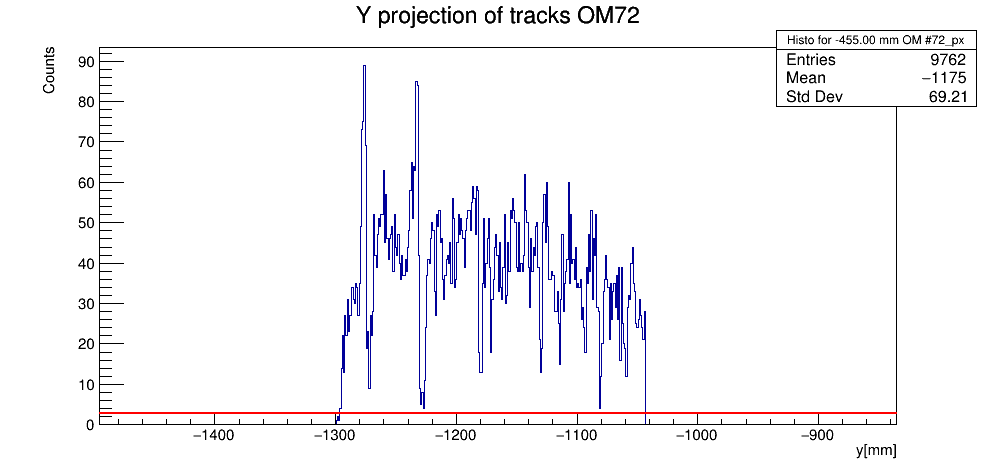 Y projection of tracks OM72
Histo for -455.00 mm OM #72_px
Entries 9762
Mean −1175
Std Dev 69.21
Counts
90
80
70
60
50
40
30
20
10
0
−1400 −1300 −1200 −1100 −1000 −900
y[mm]